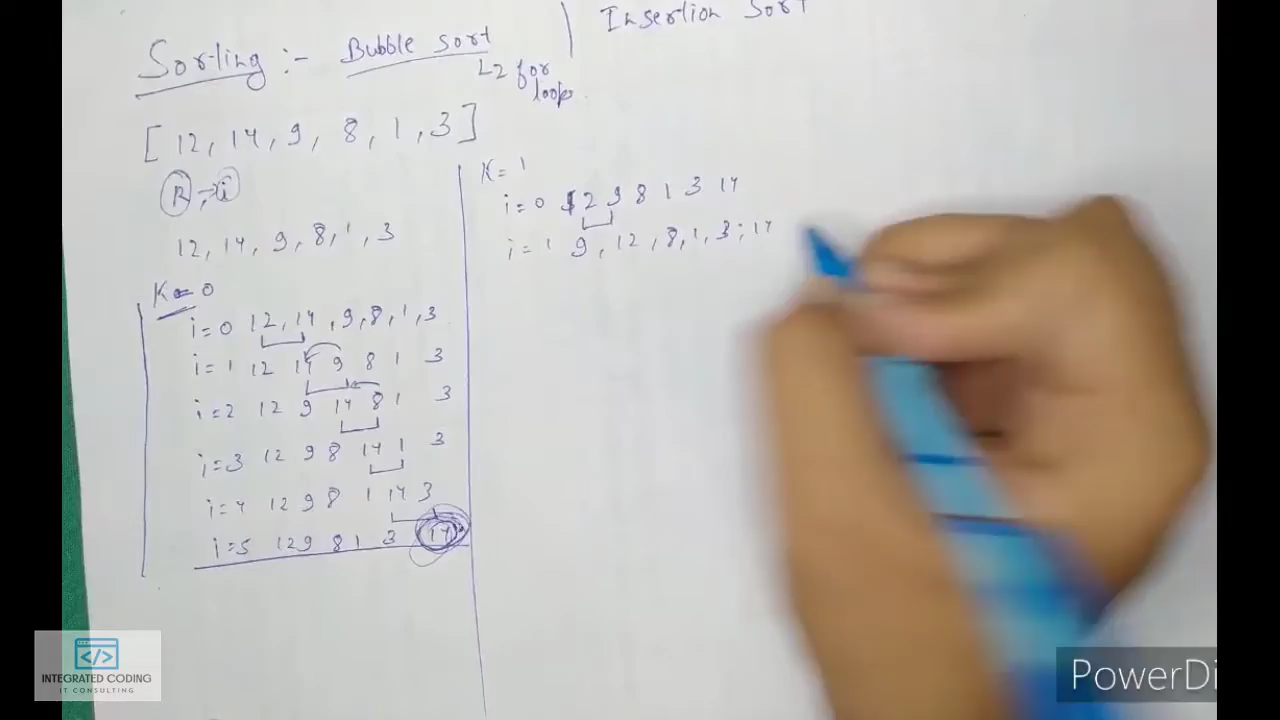 Insertion Sort
Sorting :- Bubble sort
2 for
loop
[12, 14, 9, 8, 1, 3]
K, i
12, 14, 9, 8, 1, 3
K = 0
i=0 12, 14, 9, 8, 1, 3
i=1 12 14 9 8 1 3
i=2 12 9 14 8 1 3
i=3 12 9 8 14 1 3
i=4 12 9 8 1 14 3
i=5 12 9 8 1 3 14
K= 1
i=0 12 9 8 1 3 14
i=1 9, 12, 8, 1, 3, 14
INTEGRATED CODING
IT CONSULTING
PowerDi